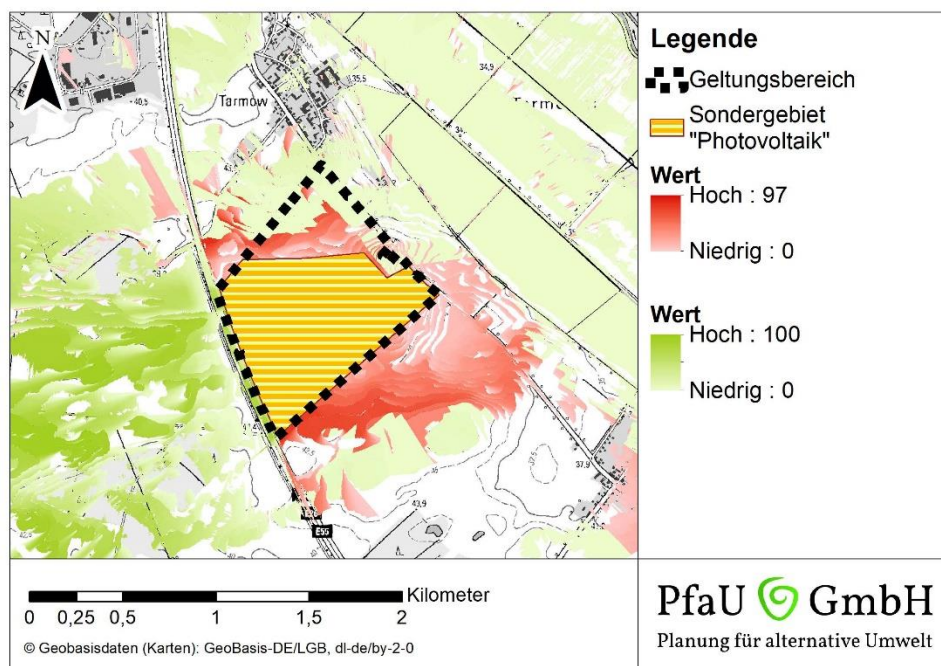 N
Tarmow
35,5
34,9
40,5
37,9
43,9
E55
Legende
Geltungsbereich
Sondergebiet
"Photovoltaik"
Wert
Hoch : 97
Niedrig : 0
Wert
Hoch : 100
Niedrig : 0
Kilometer
0 0,25 0,5 1 1,5 2
© Geobasisdaten (Karten): GeoBasis-DE/LGB, dl-de/by-2-0
PfaU GmbH
Planung für alternative Umwelt